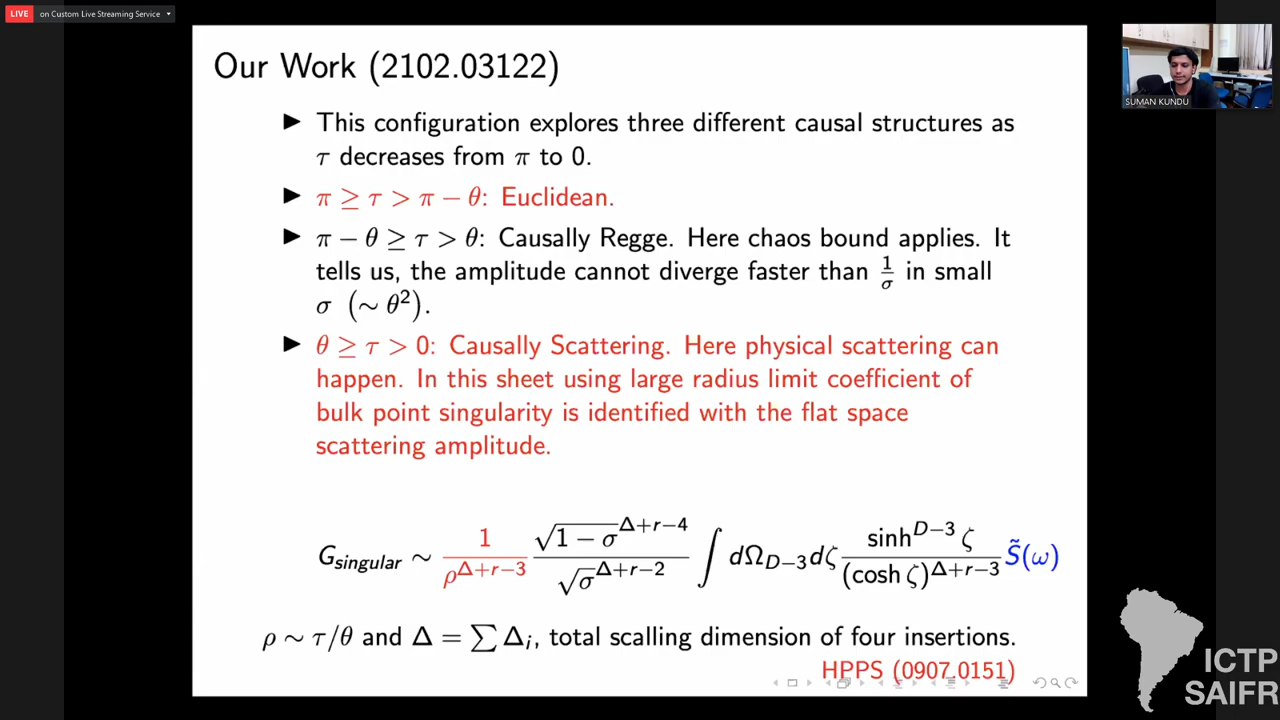 LIVE on Custom Live Streaming Service
Our Work (2102.03122)
▶ This configuration explores three different causal structures as
τ decreases from π to 0.
▶ π ≥ τ > π − θ: Euclidean.
▶ π − θ ≥ τ > θ: Causally Regge. Here chaos bound applies. It
tells us, the amplitude cannot diverge faster than 1/σ in small
σ (∼ θ²).
▶ θ ≥ τ > 0: Causally Scattering. Here physical scattering can
happen. In this sheet using large radius limit coefficient of
bulk point singularity is identified with the flat space
scattering amplitude.
G_singular ∼ 1/ρ^{Δ+r−3} √(1−σ)^{Δ+r−4}/√σ^{Δ+r−2} ∫ dΩ_{D−3}dζ sinh^{D−3} ζ/(cosh ζ)^{Δ+r−3} S̃(ω)
ρ ∼ τ/θ and Δ = ∑ Δ_i, total scalling dimension of four insertions.
HPPS (0907.0151)
SUMAN KUNDU
ICTP
SAIFR